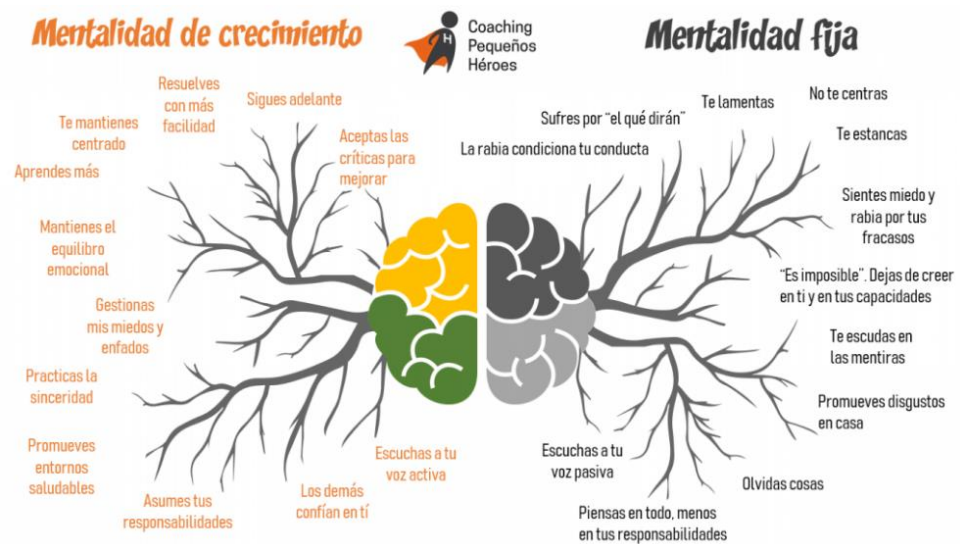 Mentalidad de crecimiento
Coaching
Pequeños
Héroes
H
Mentalidad fija
Resuelves
con más
facilidad
Sigues adelante
Te mantienes
centrado
Aceptas las
críticas para
mejorar
Aprendes más
Mantienes el
equilibro
emocional
Gestionas
mis miedos y
enfados
Practicas la
sinceridad
Promueves
entornos
saludables
Asumes tus
responsabilidades
Los demás
confían en tí
Escuchas a tu
voz activa
No te centras
Te lamentas
Sufres por "el qué dirán"
Te estancas
La rabia condiciona tu conducta
Sientes miedo y
rabia por tus
fracasos
"Es imposible". Dejas de creer
en ti y en tus capacidades
Te escudas en
las mentiras
Promueves disgustos
en casa
Escuchas a tu
voz pasiva
Olvidas cosas
Piensas en todo, menos
en tus responsabilidades